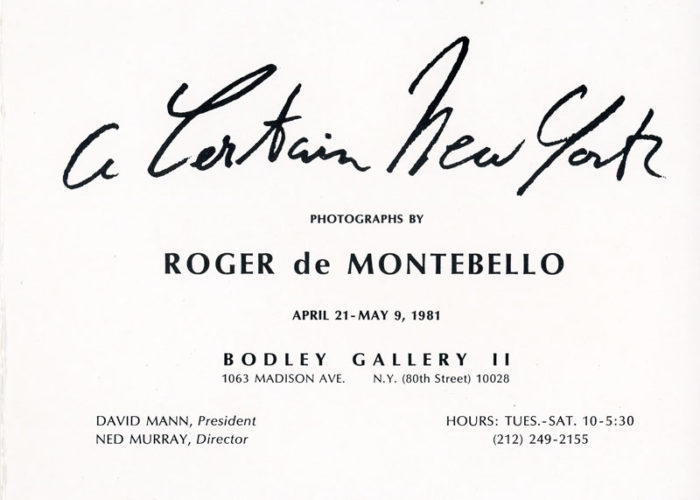 a Certain New York
PHOTOGRAPHS BY
ROGER de MONTEBELLO
APRIL 21-MAY 9, 1981
BODLEY GALLERY II
1063 MADISON AVE. N.Y. (80th Street) 10028
DAVID MANN, President
NED MURRAY, Director
HOURS: TUES.-SAT. 10-5:30
(212) 249-2155